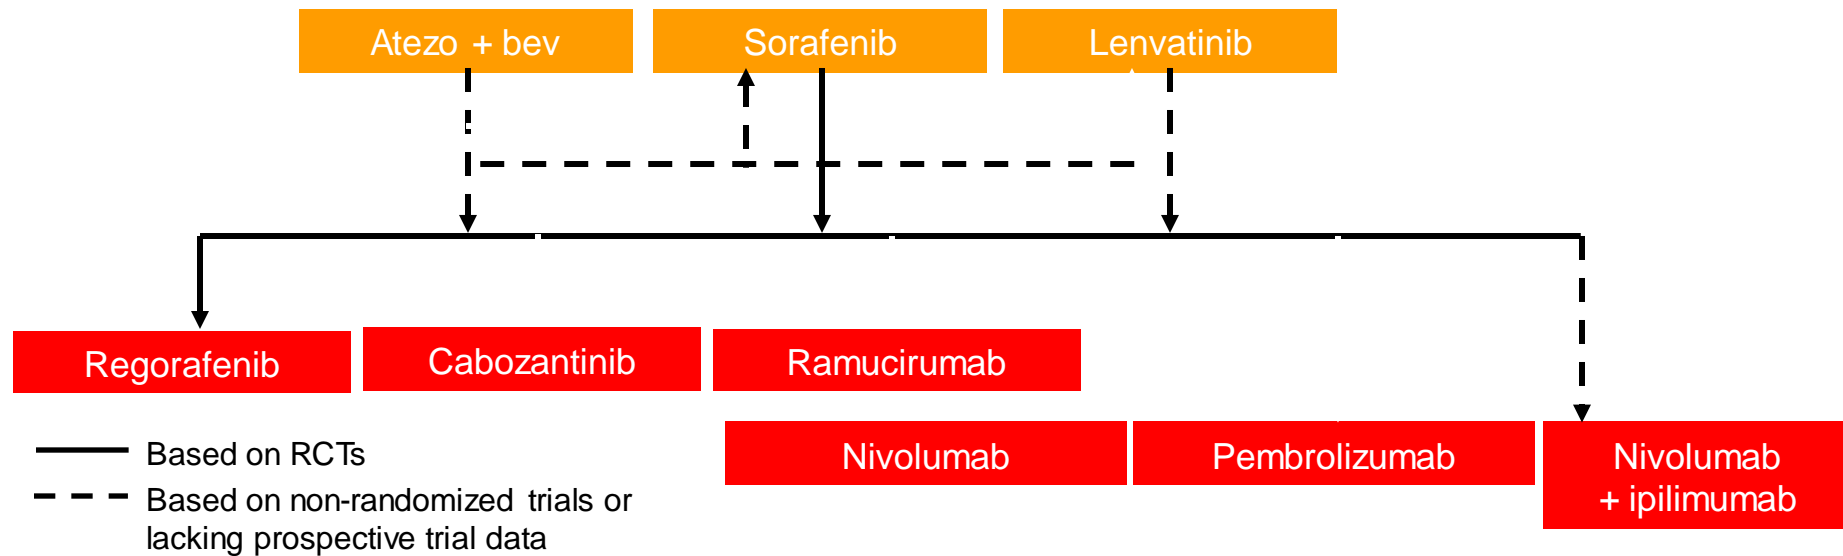 Atezo + bev
Sorafenib
Lenvatinib
Regorafenib
Cabozantinib
Ramucirumab
Nivolumab
Pembrolizumab
Nivolumab
+ ipilimumab
Based on RCTs
Based on non-randomized trials or
lacking prospective trial data